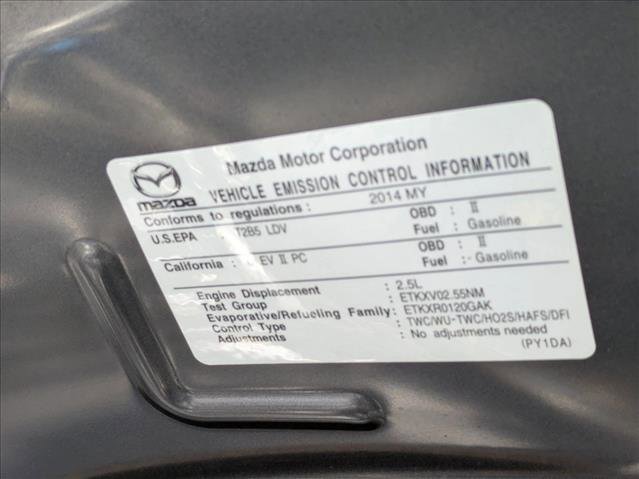 mazda
Mazda Motor Corporation
VEHICLE EMISSION CONTROL INFORMATION
Conforms to regulations : 2014 MY
U.S.EPA : T2B5 LDV OBD : II
Fuel : Gasoline
California : EV II PC OBD : II
Fuel : Gasoline
Engine Displacement : 2.5L
Test Group : ETKXV02.55NM
Evaporative/Refueling Family: ETKXR0120GAK
Control Type : TWC/WU-TWC/HO2S/HAFS/DFI
Adjustments : No adjustments needed
(PY1DA)